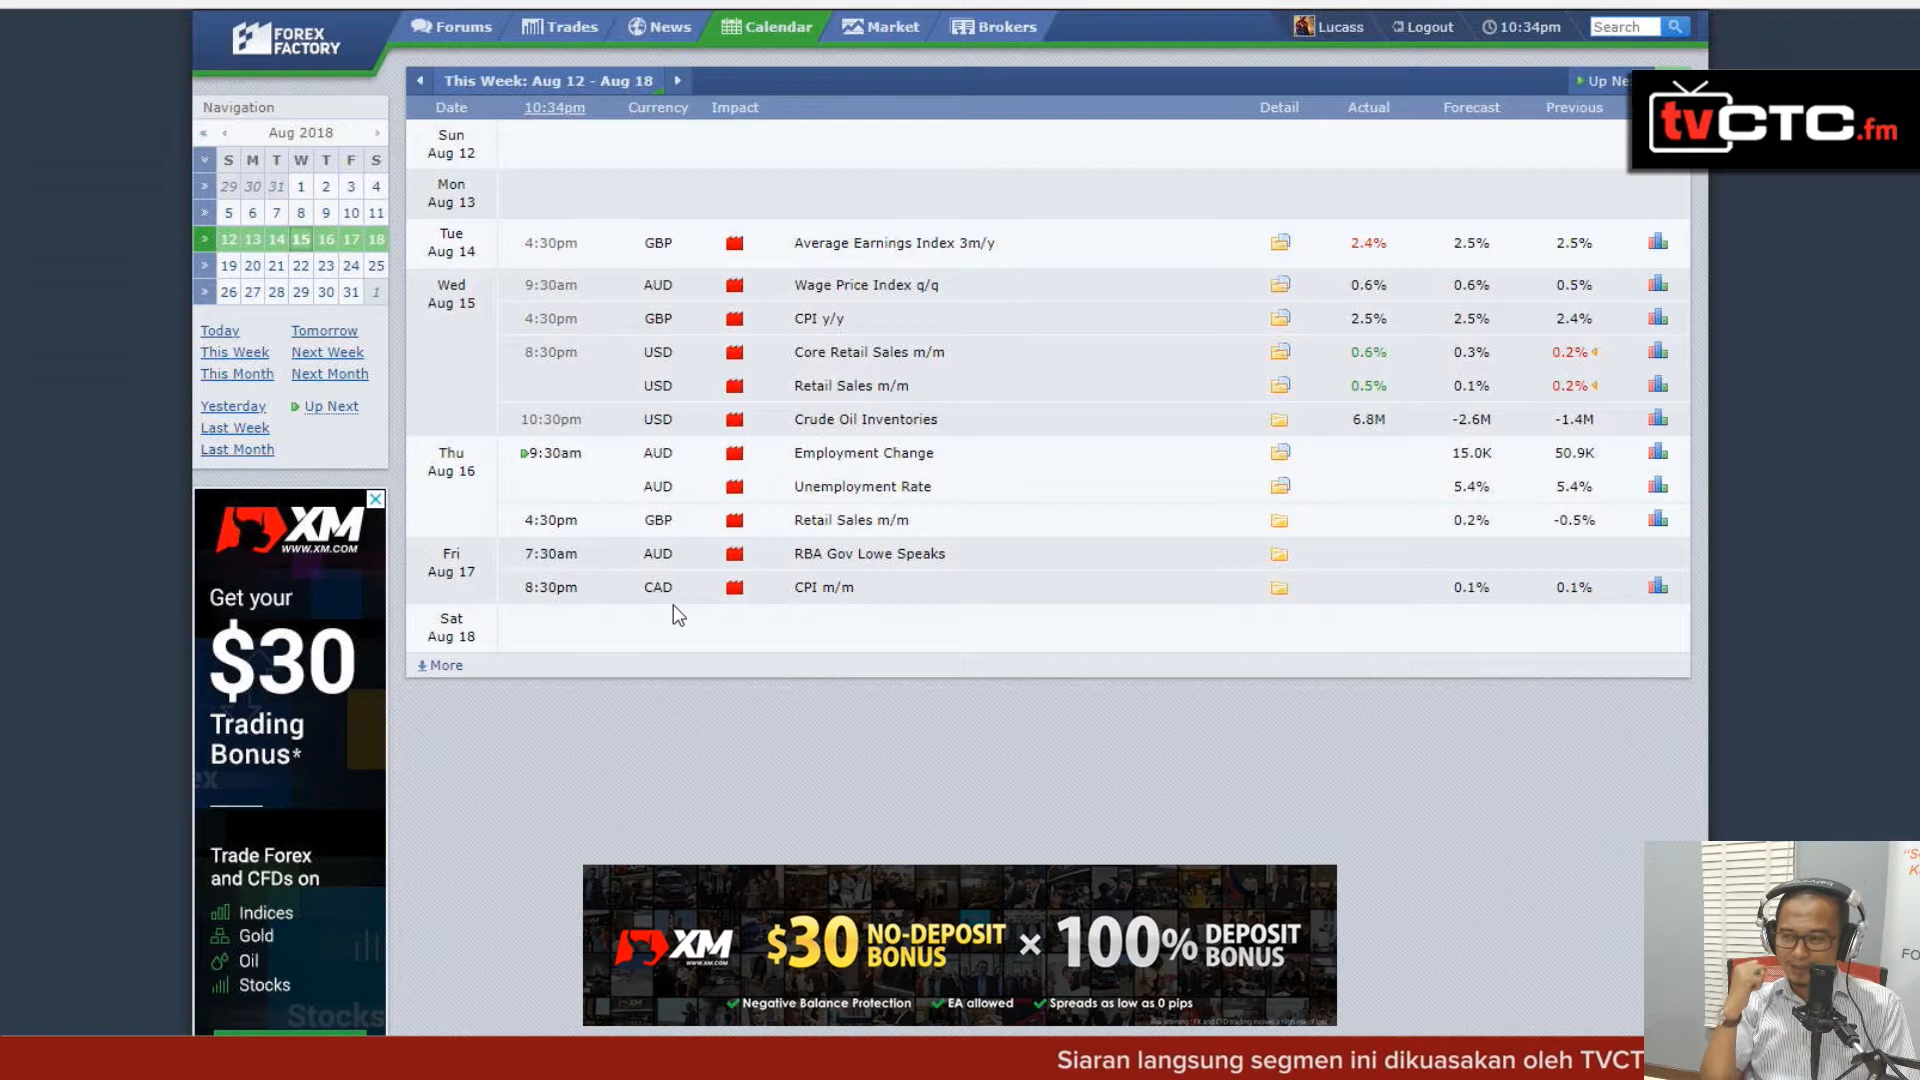 FOREX
FACTORY
Forums
Trades
News
Calendar
Market
Brokers
Lucass
Logout
10:34pm
Search
This Week: Aug 12 - Aug 18
Up Ne
tvCTC.fm
Date 10:34pm Currency Impact Detail Actual Forecast Previous
Sun
Aug 12
Mon
Aug 13
Tue
Aug 14
4:30pm GBP Average Earnings Index 3m/y 2.4% 2.5% 2.5%
Wed
Aug 15
9:30am AUD Wage Price Index q/q 0.6% 0.6% 0.5%
4:30pm GBP CPI y/y 2.5% 2.5% 2.4%
8:30pm USD Core Retail Sales m/m 0.6% 0.3% 0.2%
USD Retail Sales m/m 0.5% 0.1% 0.2%
10:30pm USD Crude Oil Inventories 6.8M -2.6M -1.4M
Thu
Aug 16
9:30am AUD Employment Change 15.0K 50.9K
AUD Unemployment Rate 5.4% 5.4%
4:30pm GBP Retail Sales m/m 0.2% -0.5%
Fri
Aug 17
7:30am AUD RBA Gov Lowe Speaks
8:30pm CAD CPI m/m 0.1% 0.1%
Sat
Aug 18
More
Navigation
« ‹ Aug 2018 ›
S M T W T F S
» 29 30 31 1 2 3 4
» 5 6 7 8 9 10 11
» 12 13 14 15 16 17 18
» 19 20 21 22 23 24 25
» 26 27 28 29 30 31 1
Today Tomorrow
This Week Next Week
This Month Next Month
Yesterday Up Next
Last Week
Last Month
XM
WWW.XM.COM
Get your
$30
Trading
Bonus*
Trade Forex
and CFDs on
Indices
Gold
Oil
Stocks
Stocks
XM
WWW.XM.COM
$30 NO-DEPOSIT
BONUS
×
100% DEPOSIT
BONUS
Negative Balance Protection
EA allowed
Spreads as low as 0 pips
FO
Siaran langsung segmen ini dikuasakan oleh TVCT